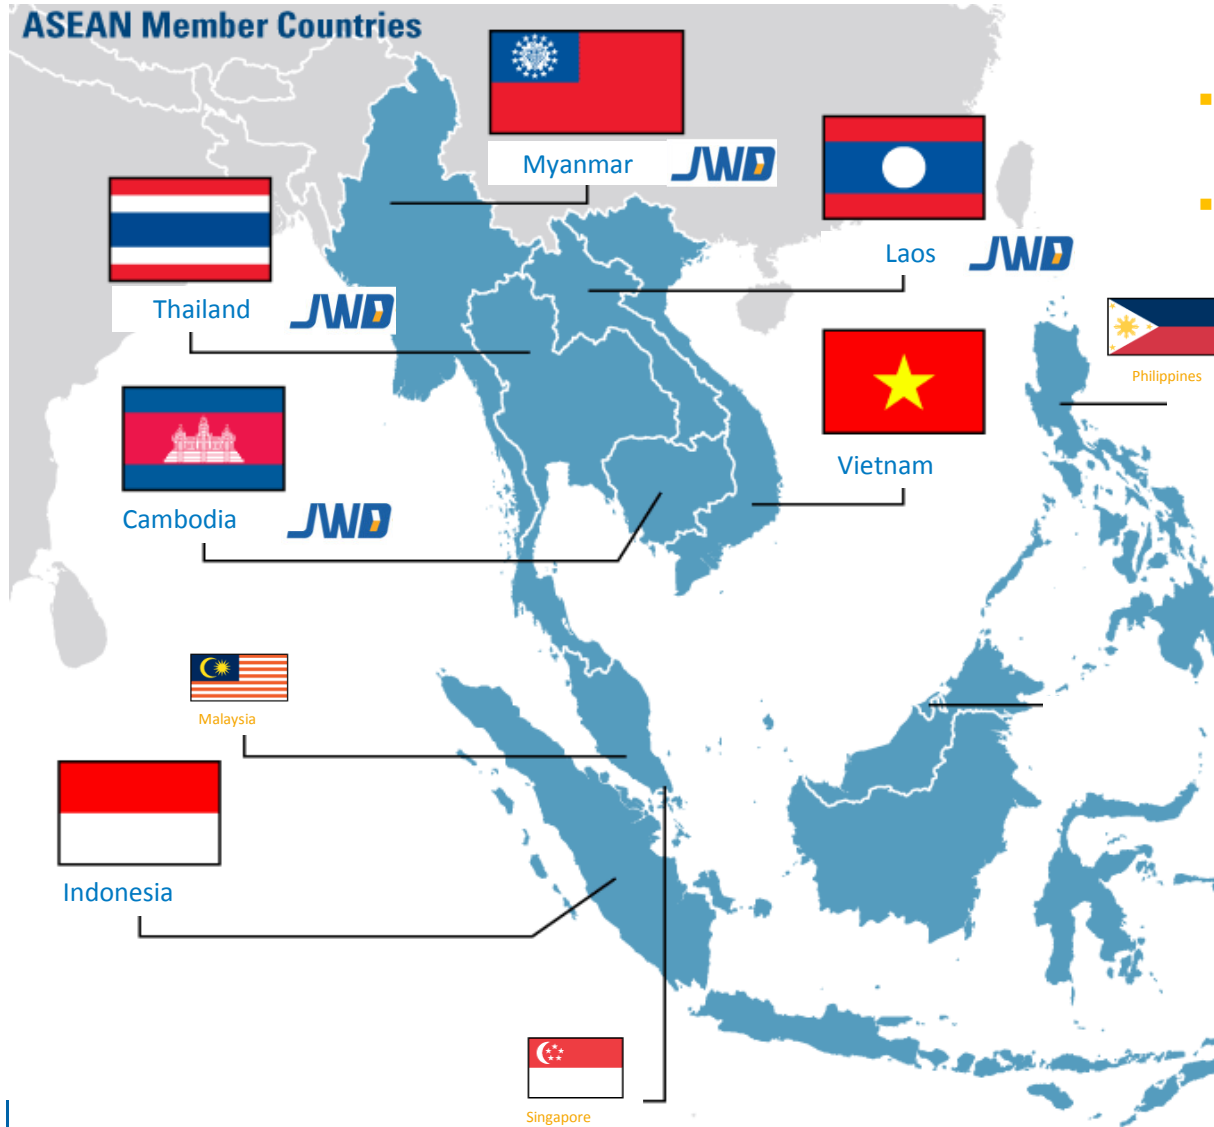 ASEAN Member Countries
Myanmar
JWD
Laos
JWD
Thailand
JWD
Philippines
Vietnam
Cambodia
JWD
Malaysia
Indonesia
Singapore